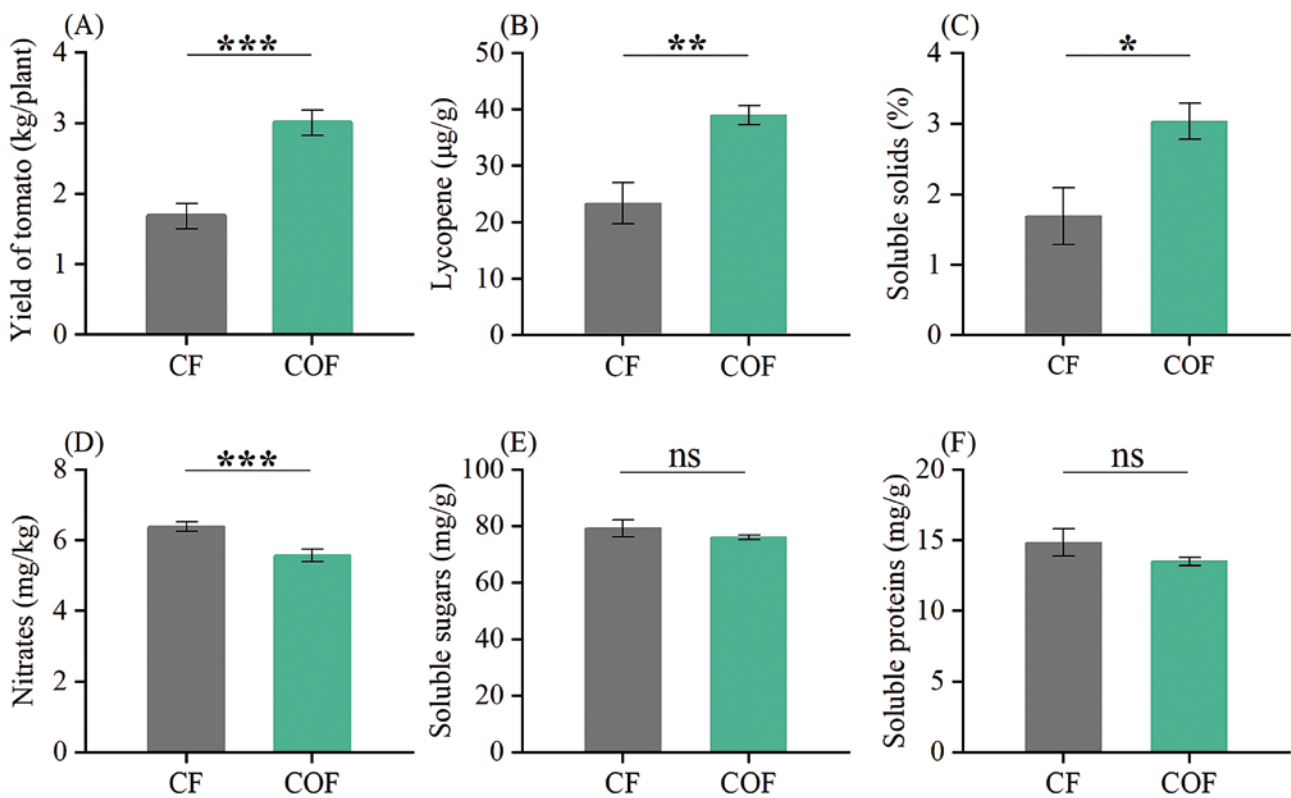 (A)
***
Yield of tomato (kg/plant)
4
3
2
1
0
CF
COF
(B)
**
Lycopene (μg/g)
50
40
30
20
10
0
CF
COF
(C)
*
Soluble solids (%)
4
3
2
1
0
CF
COF
(D)
***
Nitrates (mg/kg)
8
6
4
2
0
CF
COF
(E)
ns
Soluble sugars (mg/g)
100
80
60
40
20
0
CF
COF
(F)
ns
Soluble proteins (mg/g)
20
15
10
5
0
CF
COF